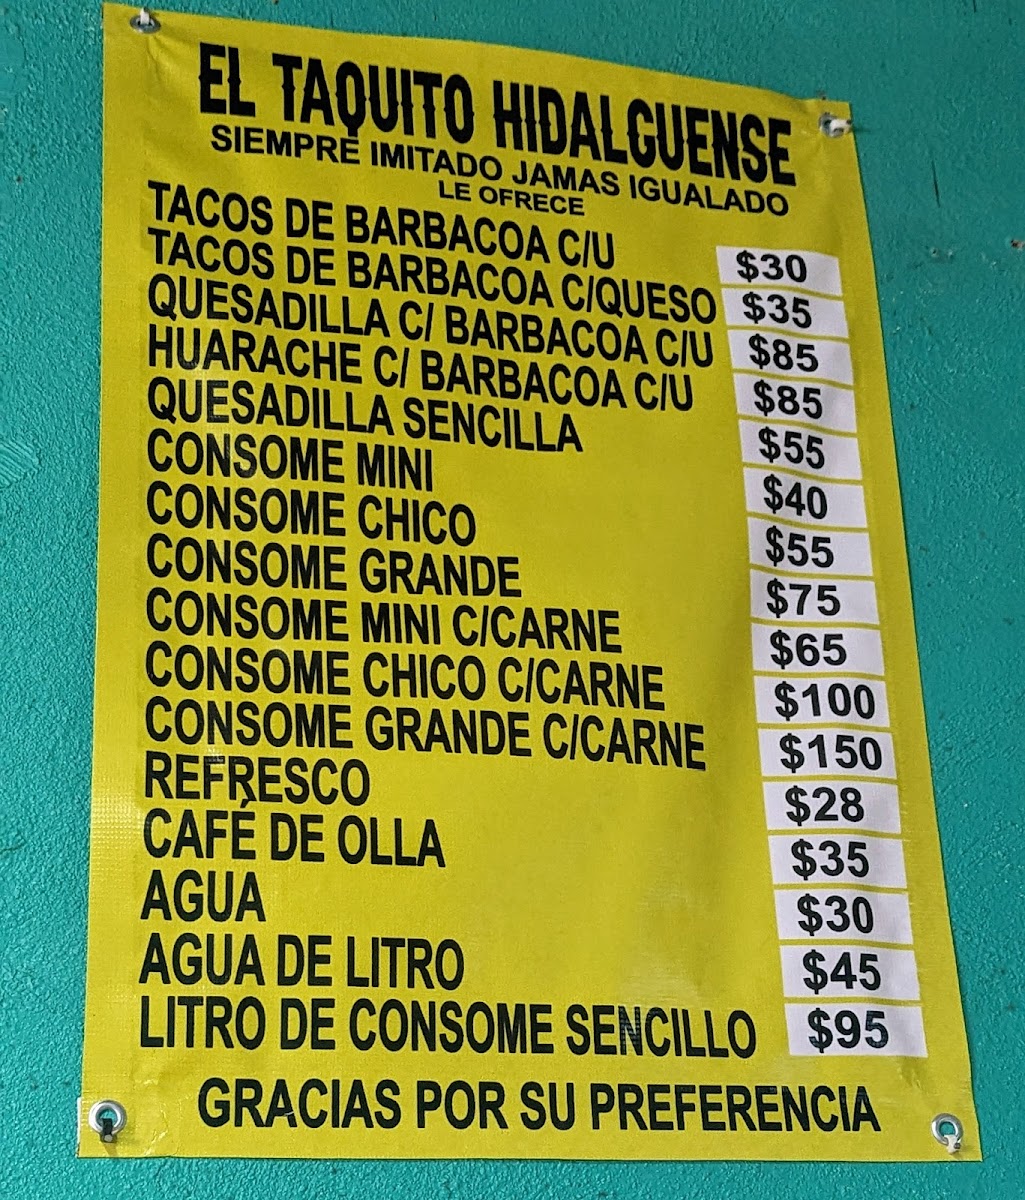 EL TAQUITO HIDALGUENSE
SIEMPRE IMITADO JAMAS IGUALADO
LE OFRECE
TACOS DE BARBACOA C/U $30
TACOS DE BARBACOA C/QUESO $35
QUESADILLA C/ BARBACOA C/U $85
HUARACHE C/ BARBACOA C/U $85
QUESADILLA SENCILLA $55
CONSOME MINI $40
CONSOME CHICO $55
CONSOME GRANDE $75
CONSOME MINI C/CARNE $65
CONSOME CHICO C/CARNE $100
CONSOME GRANDE C/CARNE $150
REFRESCO $28
CAFÉ DE OLLA $35
AGUA $30
AGUA DE LITRO $45
LITRO DE CONSOME SENCILLO $95
GRACIAS POR SU PREFERENCIA